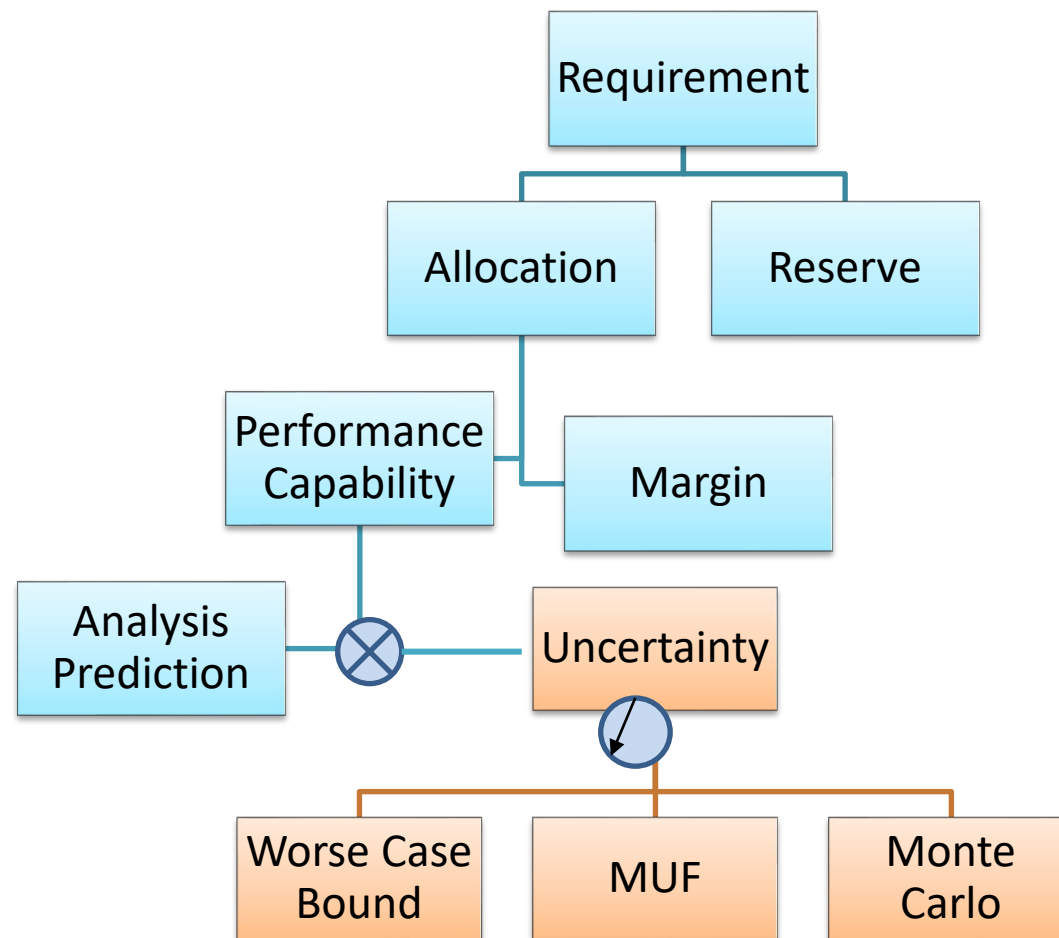 Requirement
Allocation
Reserve
Performance
Capability
Margin
Analysis
Prediction
Uncertainty
Worse Case
Bound
MUF
Monte
Carlo